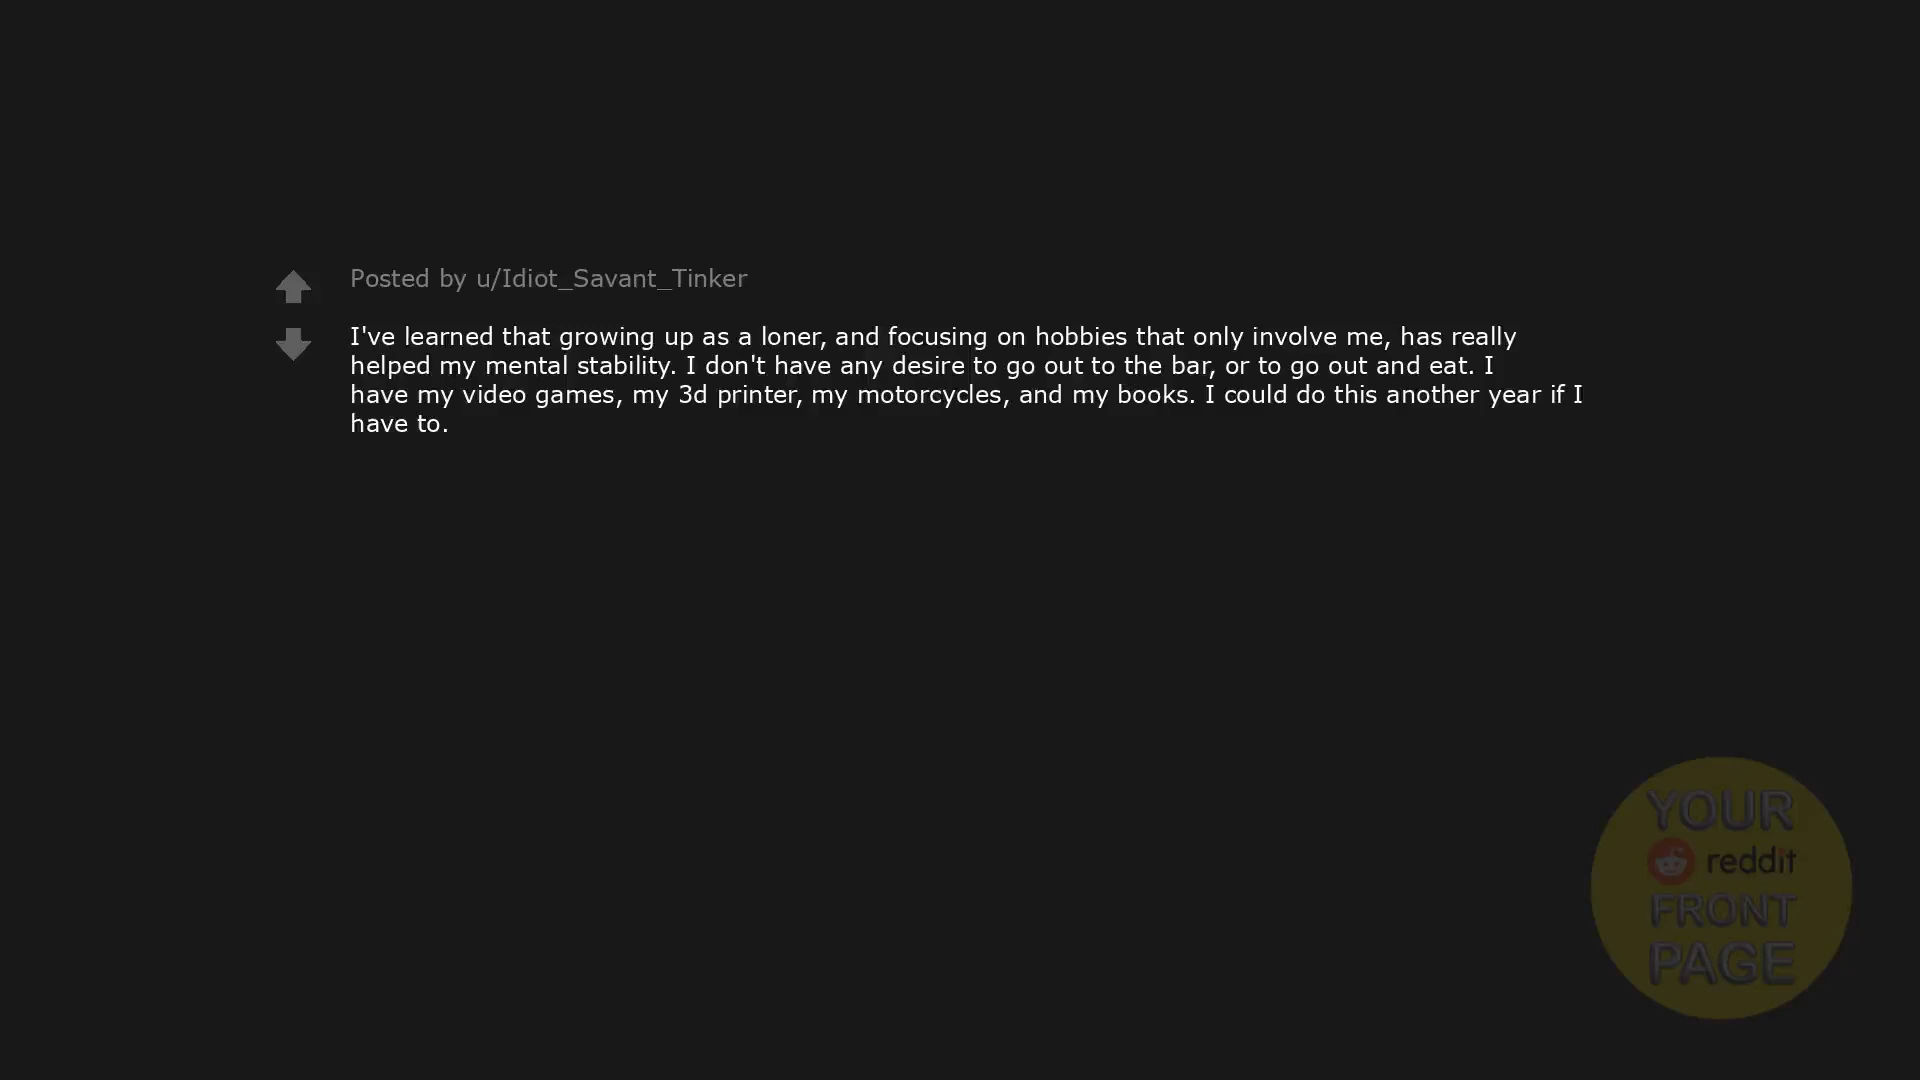 Posted by u/Idiot_Savant_Tinker
I've learned that growing up as a loner, and focusing on hobbies that only involve me, has really
helped my mental stability. I don't have any desire to go out to the bar, or to go out and eat. I
have my video games, my 3d printer, my motorcycles, and my books. I could do this another year if I
have to.
YOUR
reddit
FRONT
PAGE